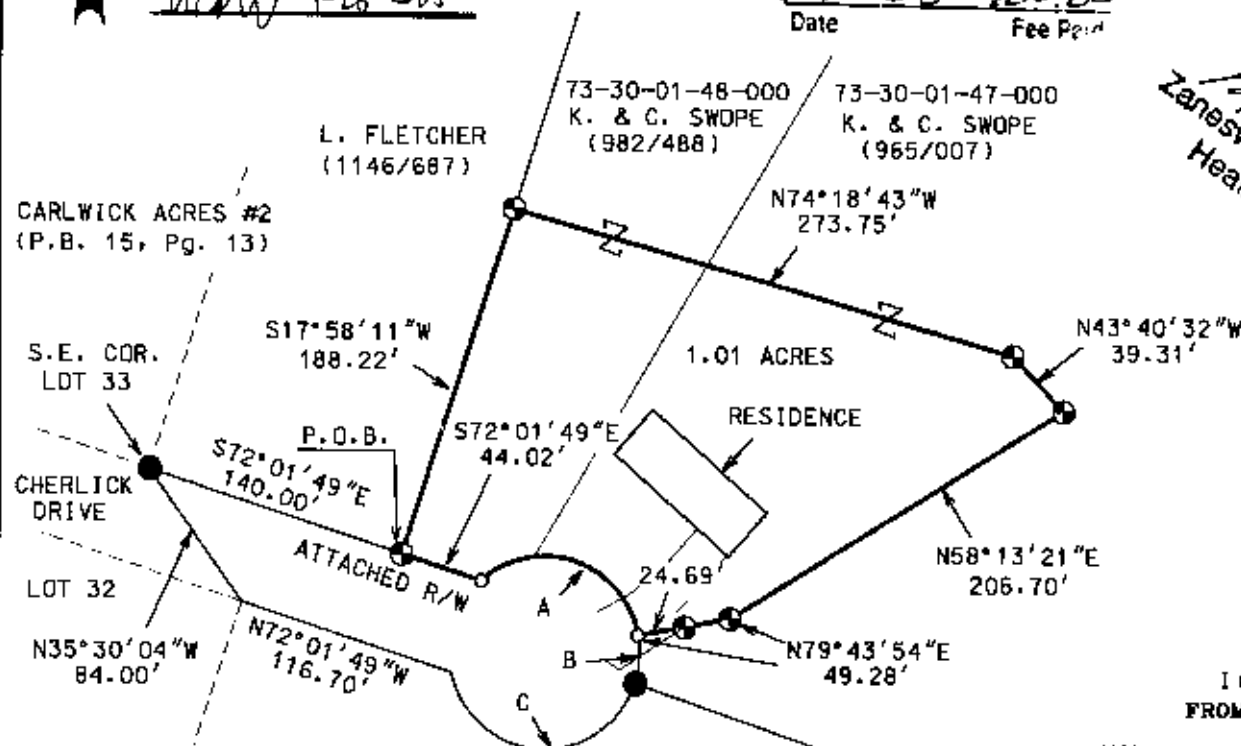 Date
Fee Paid
73-30-01-48-000
K. & C. SWOPE
(982/488)
73-30-01-47-000
K. & C. SWOPE
(965/007)
L. FLETCHER
(1146/687)
N74°18'43"W
273.75'
CARLWICK ACRES #2
(P.B. 15, Pg. 13)
S17°58'11"W
188.22'
N43°40'32"W
39.31'
S.E. COR.
LOT 33
1.01 ACRES
RESIDENCE
P.O.B.
S72°01'49"E
44.02'
S72°01'49"E
140.00'
CHERLICK
DRIVE
ATTACHED R/W
N58°13'21"E
206.70'
24.69'
A
LOT 32
B
N79°43'54"E
49.28'
N35°30'04"W
84.00'
N72°01'49"W
116.70'
C
I
FROM